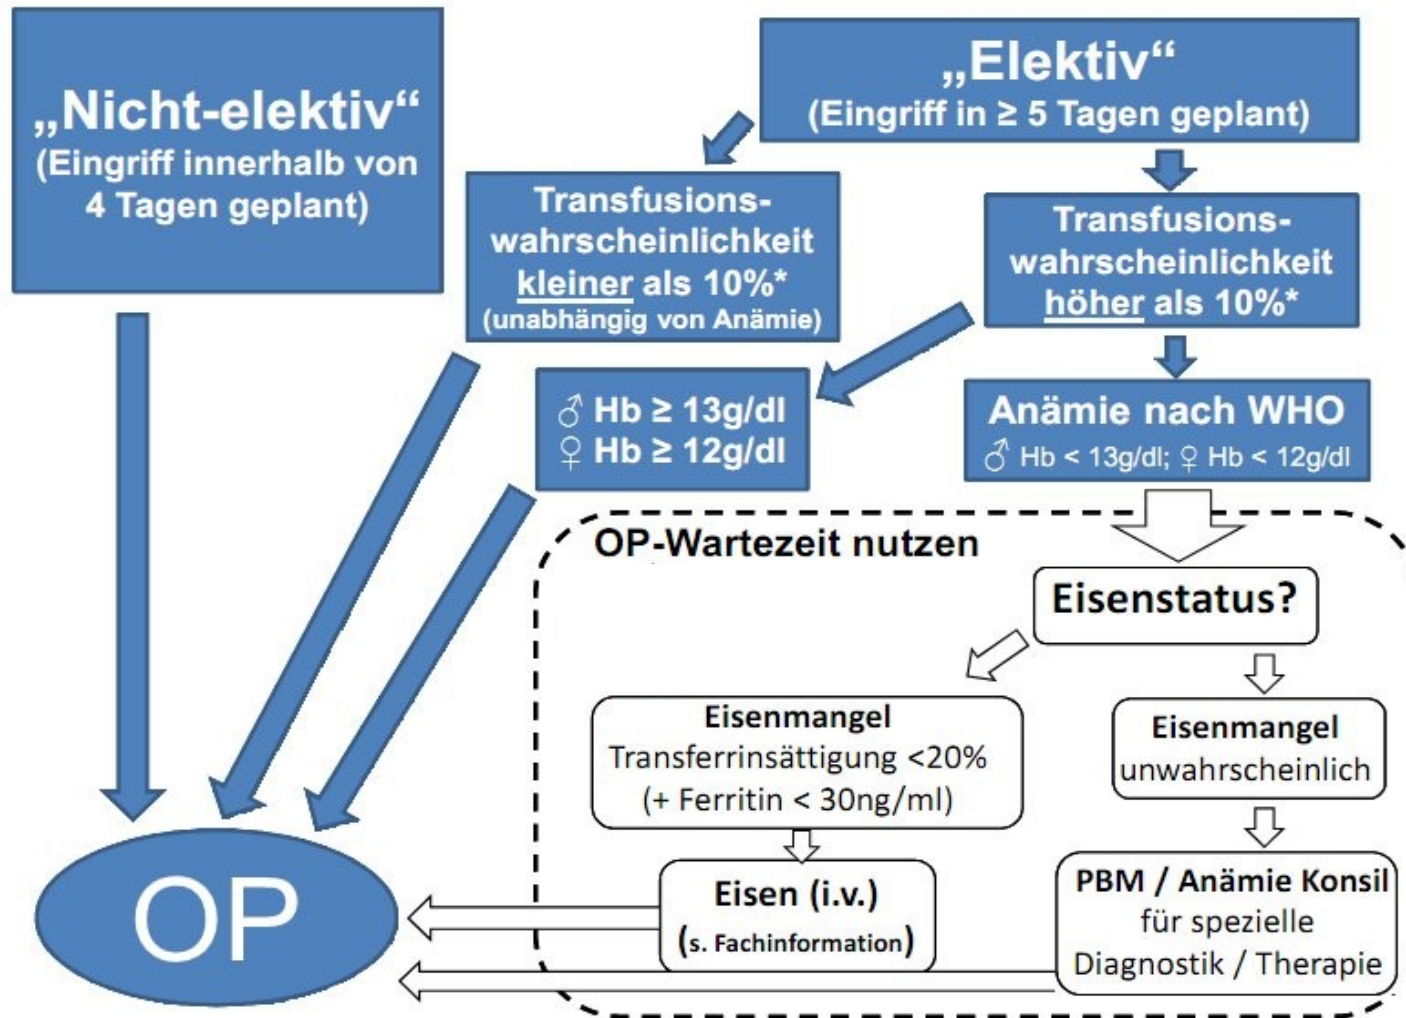 „Nicht-elektiv“
(Eingriff innerhalb von
4 Tagen geplant)
„Elektiv“
(Eingriff in ≥ 5 Tagen geplant)
Transfusions-
wahrscheinlichkeit
kleiner als 10%*
(unabhängig von Anämie)
Transfusions-
wahrscheinlichkeit
höher als 10%*
♂ Hb ≥ 13g/dl
♀ Hb ≥ 12g/dl
Anämie nach WHO
♂ Hb < 13g/dl; ♀ Hb < 12g/dl
OP-Wartezeit nutzen
Eisenstatus?
Eisenmangel
Transferrinsättigung <20%
(+ Ferritin < 30ng/ml)
Eisenmangel
unwahrscheinlich
Eisen (i.v.)
(s. Fachinformation)
PBM / Anämie Konsil
für spezielle
Diagnostik / Therapie
OP